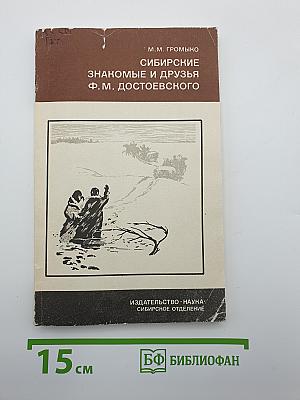 М.М. ГРОМЫКО
СИБИРСКИЕ
ЗНАКОМЫЕ И ДРУЗЬЯ
Ф.М. ДОСТОЕВСКОГО
ИЗДАТЕЛЬСТВО·НАУКА·
СИБИРСКОЕ ОТДЕЛЕНИЕ
15 см
БФ БИБЛИОФАН